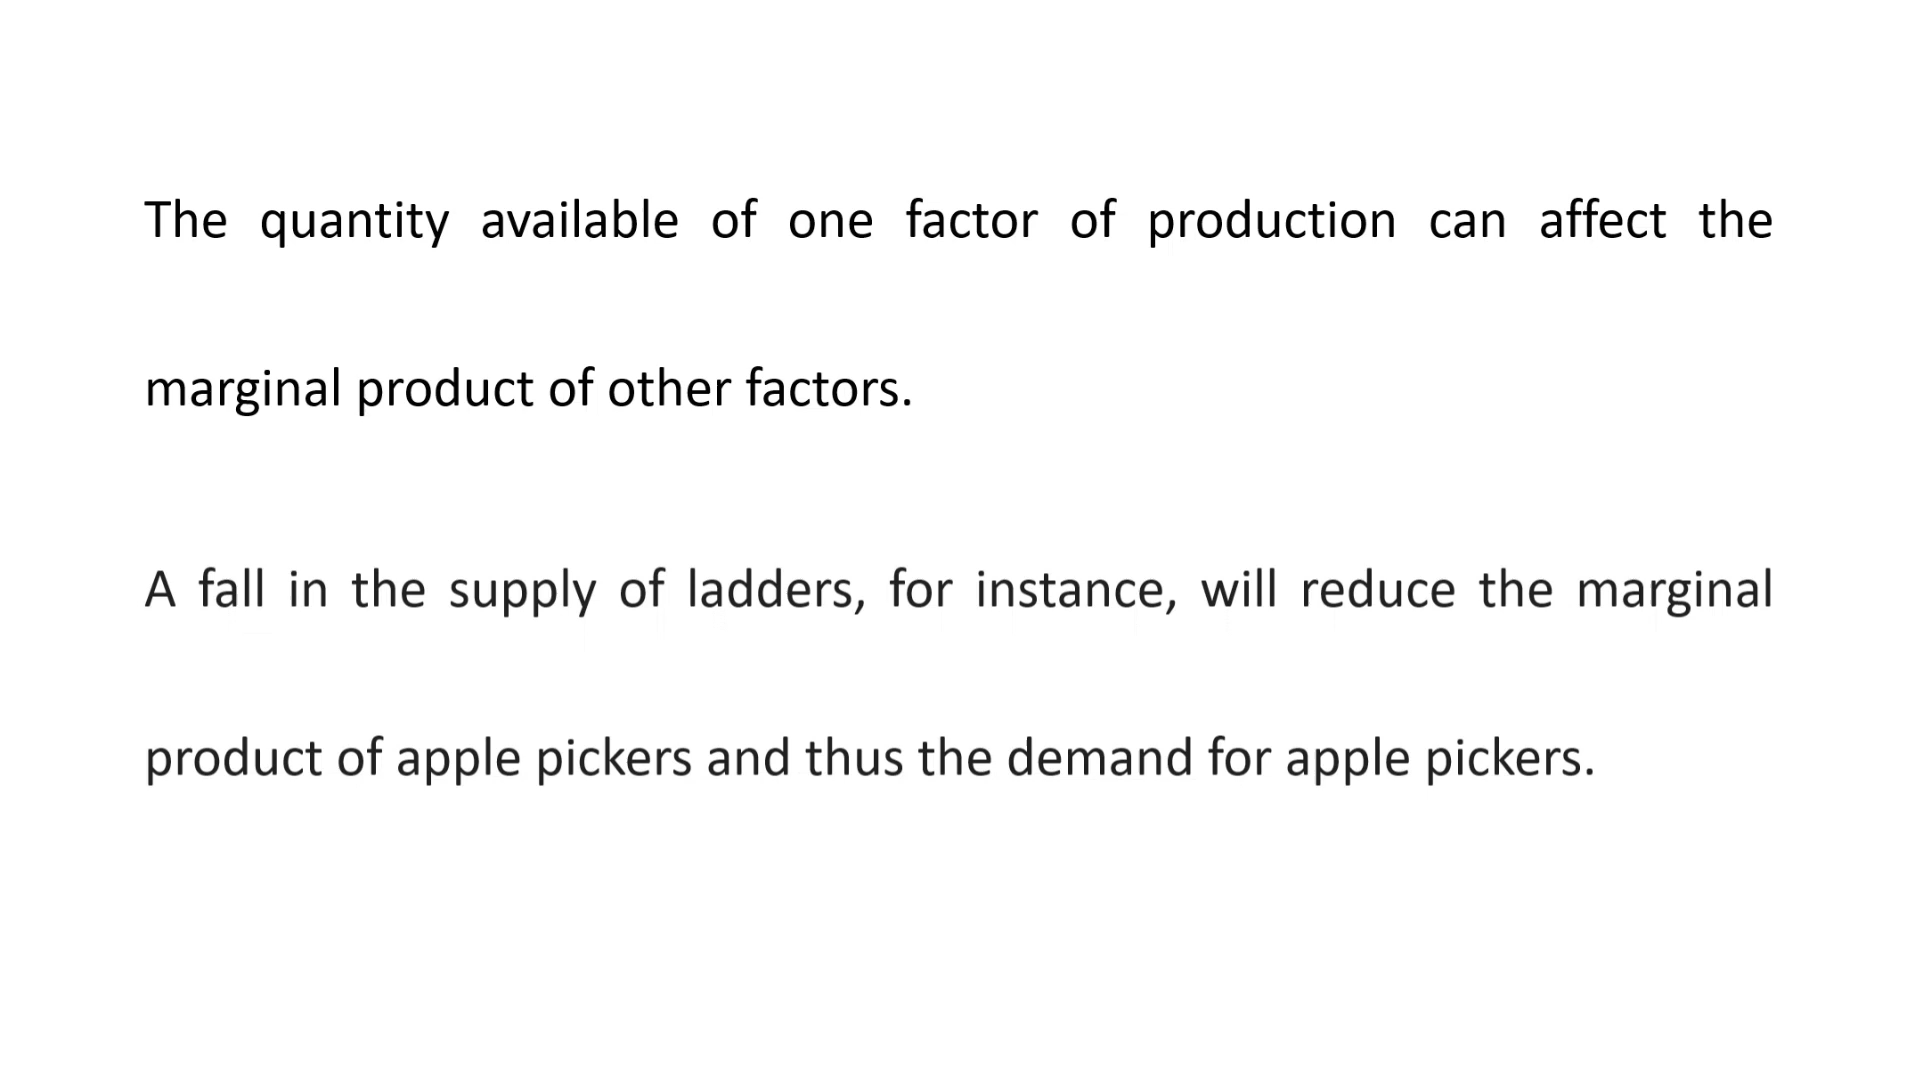 The quantity available of one factor of production can affect the
marginal product of other factors.
A fall in the supply of ladders, for instance, will reduce the marginal
product of apple pickers and thus the demand for apple pickers.